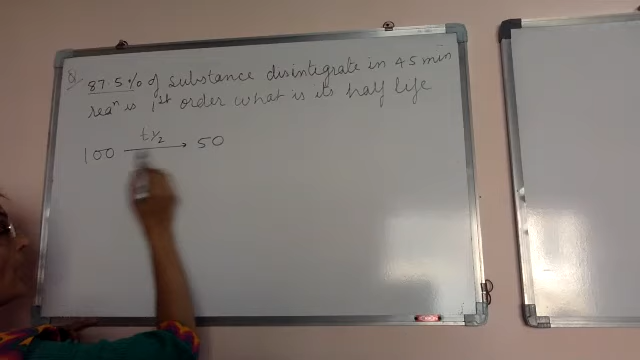 Q. 87.5% of substance disintegrate in 45 min
reaⁿ is 1st order what is its half life
100 —t½→ 50